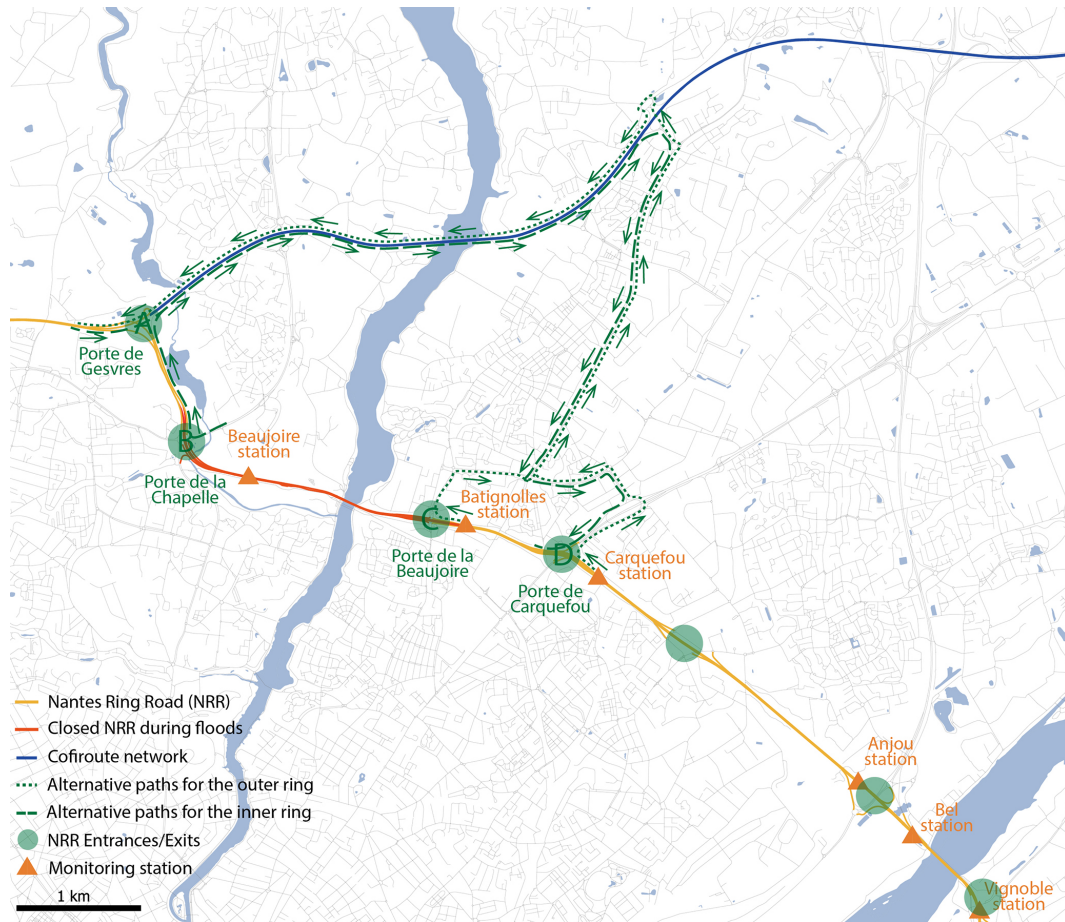 A
Porte de
Gesvres
B
Beaujoire
station
Porte de la
Chapelle
Batignolles
station
C
Porte de la
Beaujoire
D
Carquefou
station
Porte de
Carquefou
Nantes Ring Road (NRR)
Closed NRR during floods
Cofiroute network
Alternative paths for the outer ring
Alternative paths for the inner ring
NRR Entrances/Exits
Monitoring station
1 km
Anjou
station
Bel
station
Vignoble
station